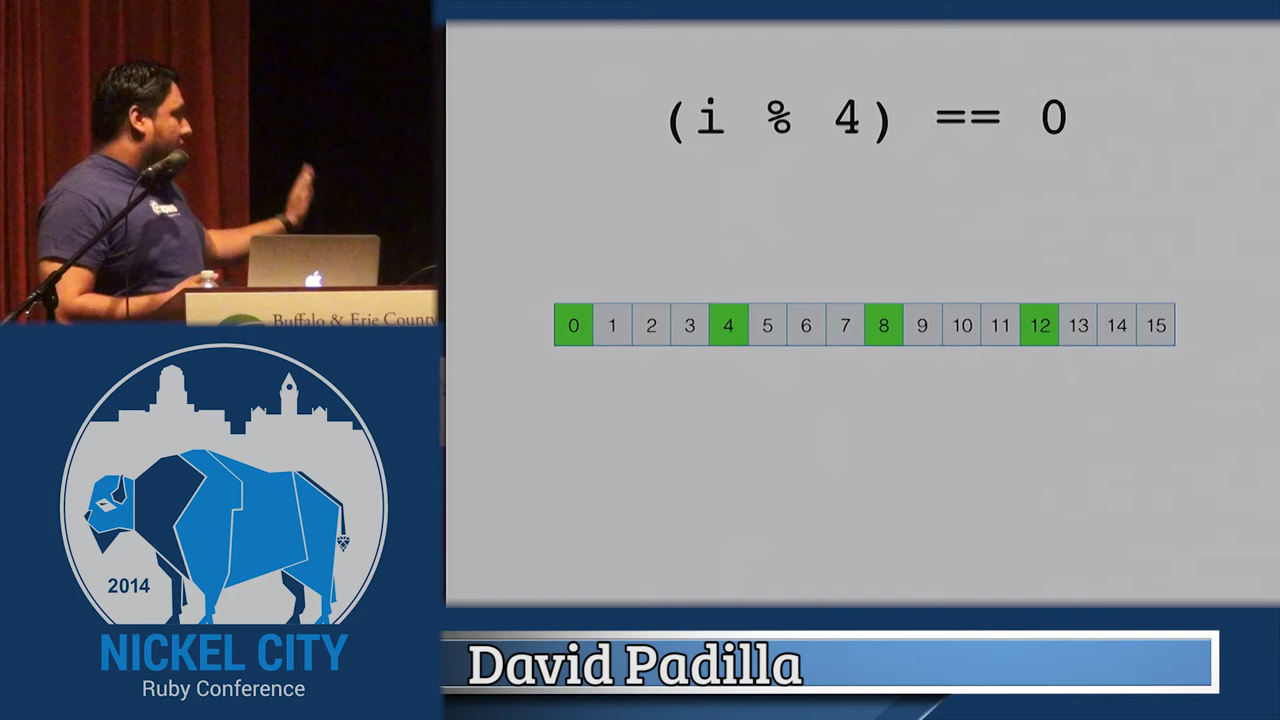 (i % 4) == 0
0 1 2 3 4 5 6 7 8 9 10 11 12 13 14 15
Buffalo & Erie County
2014
NICKEL CITY
Ruby Conference
David Padilla